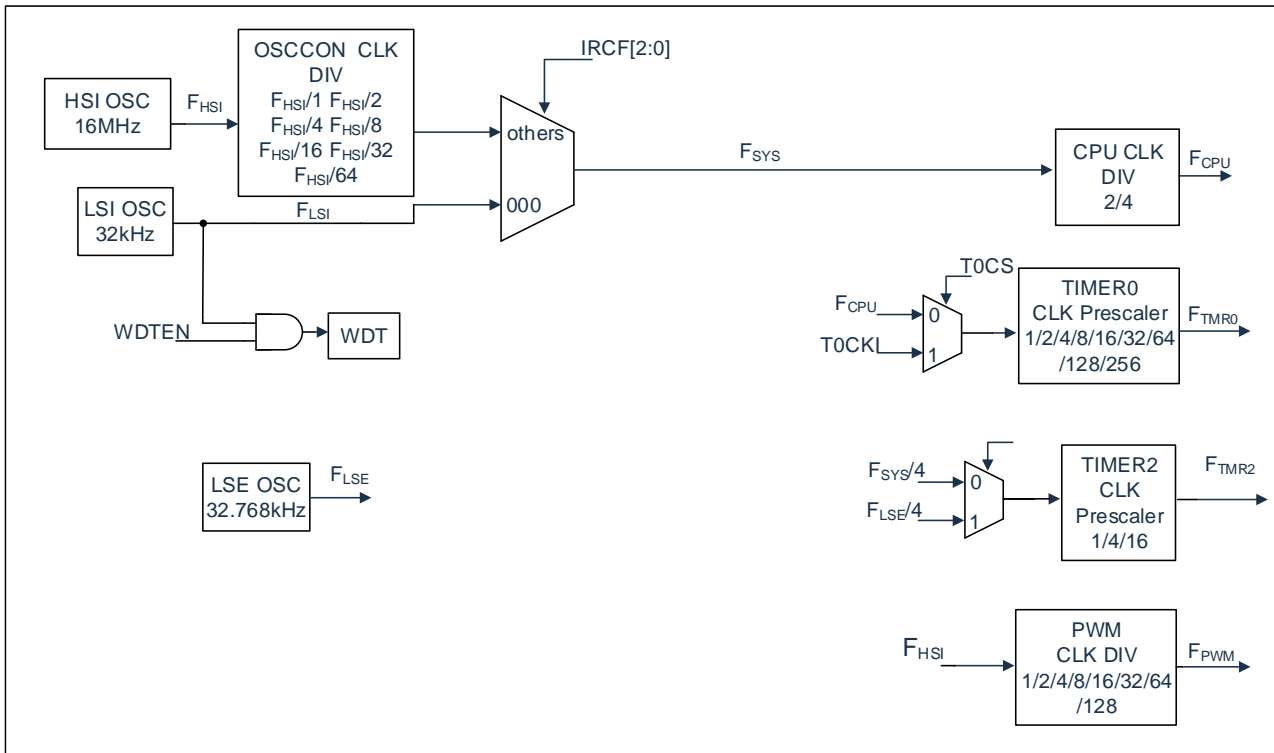 IRCF[2:0]
OSCCON CLK
DIV
FHSI/1 FHSI/2
FHSI/4 FHSI/8
FHSI/16 FHSI/32
FHSI/64
HSI OSC
16MHz
FHSI
others
000
FSYS
CPU CLK
DIV
2/4
FCPU
LSI OSC
32kHz
FLSI
WDTEN
WDT
T0CS
FCPU
T0CKI
0
1
TIMER0
CLK Prescaler
1/2/4/8/16/32/64
/128/256
FTMR0
LSE OSC
32.768kHz
FLSE
FSYS/4
FLSE/4
0
1
TIMER2
CLK
Prescaler
1/4/16
FTMR2
FHSI
PWM
CLK DIV
1/2/4/8/16/32/64
/128
FPWM